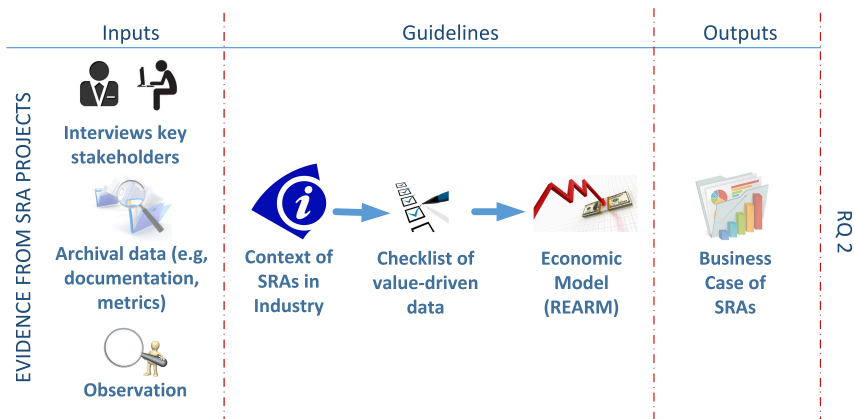 Inputs
Guidelines
Outputs
EVIDENCE FROM SRA PROJECTS
Interviews key
stakeholders
Archival data (e.g,
documentation,
metrics)
Observation
Context of
SRAs in
Industry
Checklist of
value-driven
data
Economic
Model
(REARM)
Business
Case of
SRAs
RQ 2